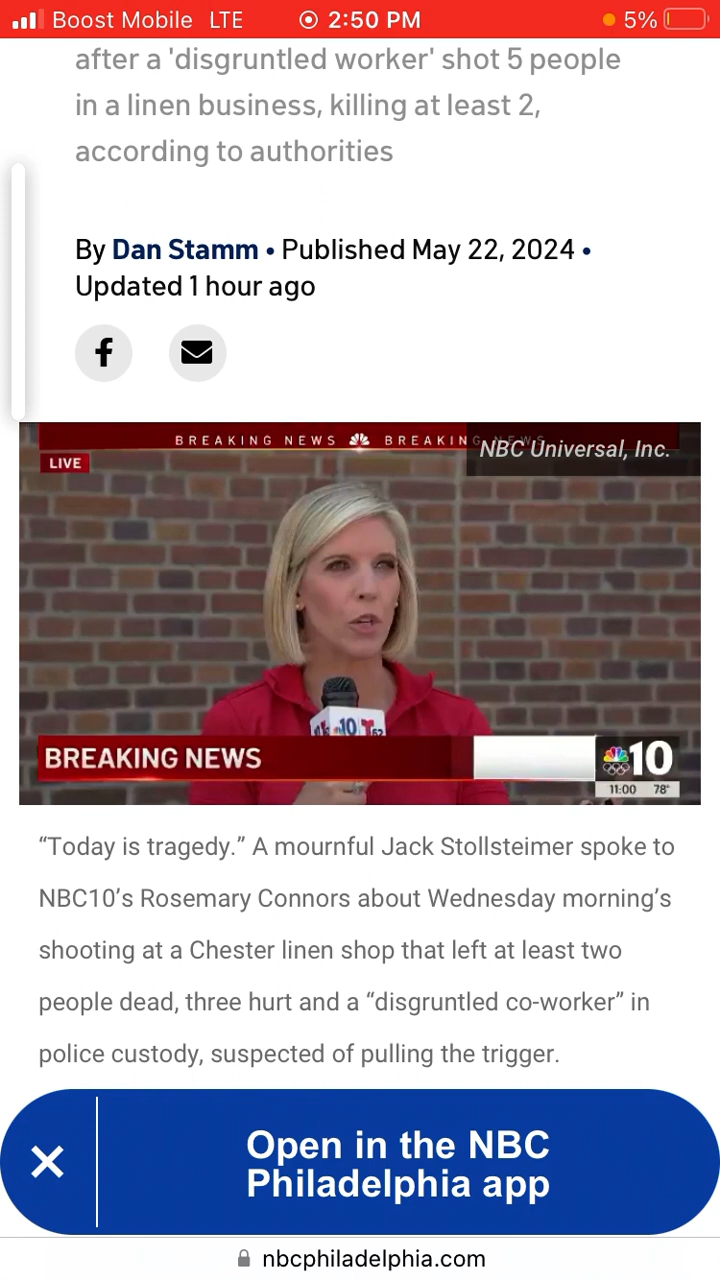 Boost Mobile LTE 2:50 PM 5%
after a 'disgruntled worker' shot 5 people
in a linen business, killing at least 2,
according to authorities
By Dan Stamm • Published May 22, 2024 •
Updated 1 hour ago
BREAKING NEWS BREAKING NEWS
NBC Universal, Inc.
LIVE
10
BREAKING NEWS
10
11:00 78°
“Today is tragedy.” A mournful Jack Stollsteimer spoke to
NBC10’s Rosemary Connors about Wednesday morning’s
shooting at a Chester linen shop that left at least two
people dead, three hurt and a “disgruntled co-worker” in
police custody, suspected of pulling the trigger.
Open in the NBC
Philadelphia app
nbcphiladelphia.com